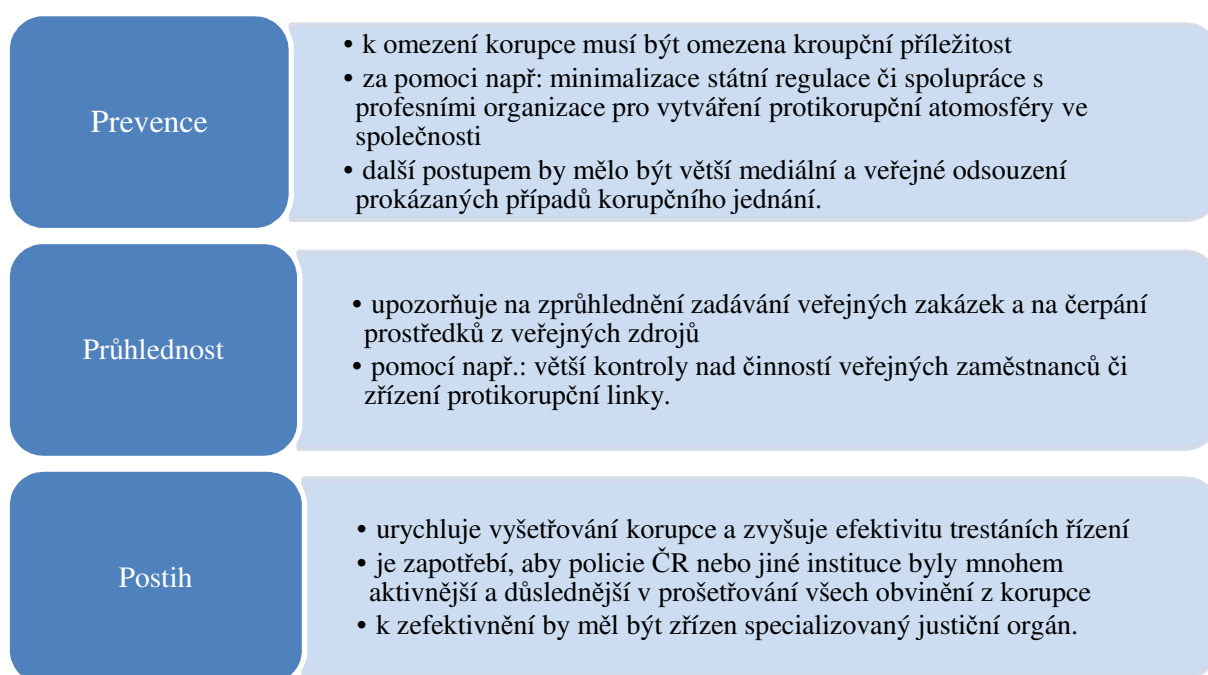 Prevence
• k omezení korupce musí být omezena kroupční příležitost
• za pomoci např: minimalizace státní regulace či spolupráce s
profesními organizace pro vytváření protikorupční atomosféry ve
společnosti
• další postupem by mělo být větší mediální a veřejné odsouzení
prokázaných případů korupčního jednání.
Průhlednost
• upozorňuje na zprůhlednění zadávání veřejných zakázek a na čerpání
prostředků z veřejných zdrojů
• pomocí např.: větší kontroly nad činností veřejných zaměstnanců či
zřízení protikorupční linky.
Postih
• urychluje vyšetřování korupce a zvyšuje efektivitu trestáních řízení
• je zapotřebí, aby policie ČR nebo jiné instituce byly mnohem
aktivnější a důslednější v prošetřování všech obvinění z korupce
• k zefektivnění by měl být zřízen specializovaný justiční orgán.